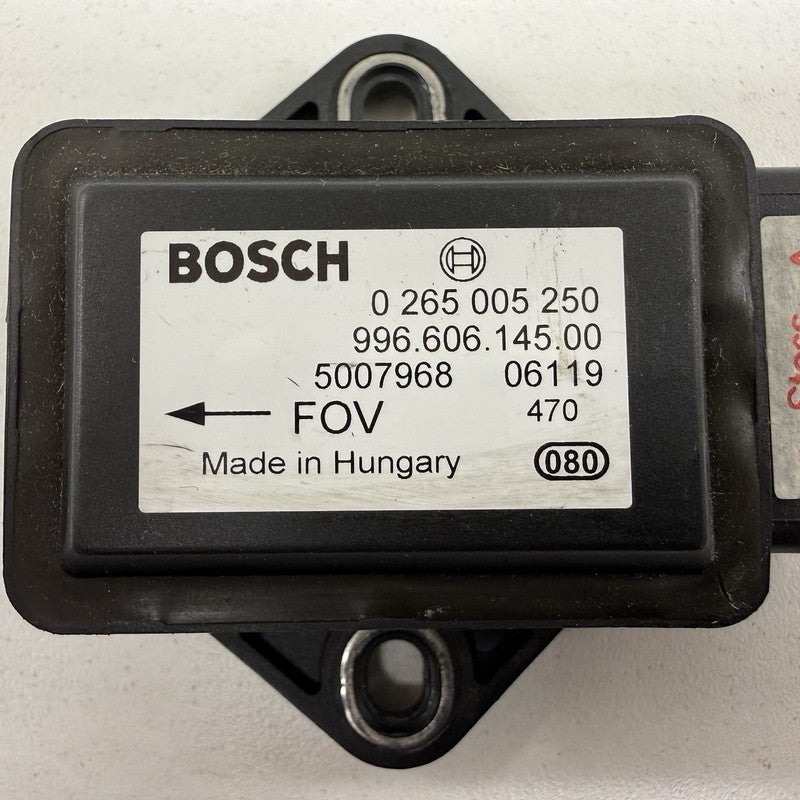 BOSCH
0 265 005 250
996.606.145.00
5007968 06119
FOV 470
Made in Hungary 080